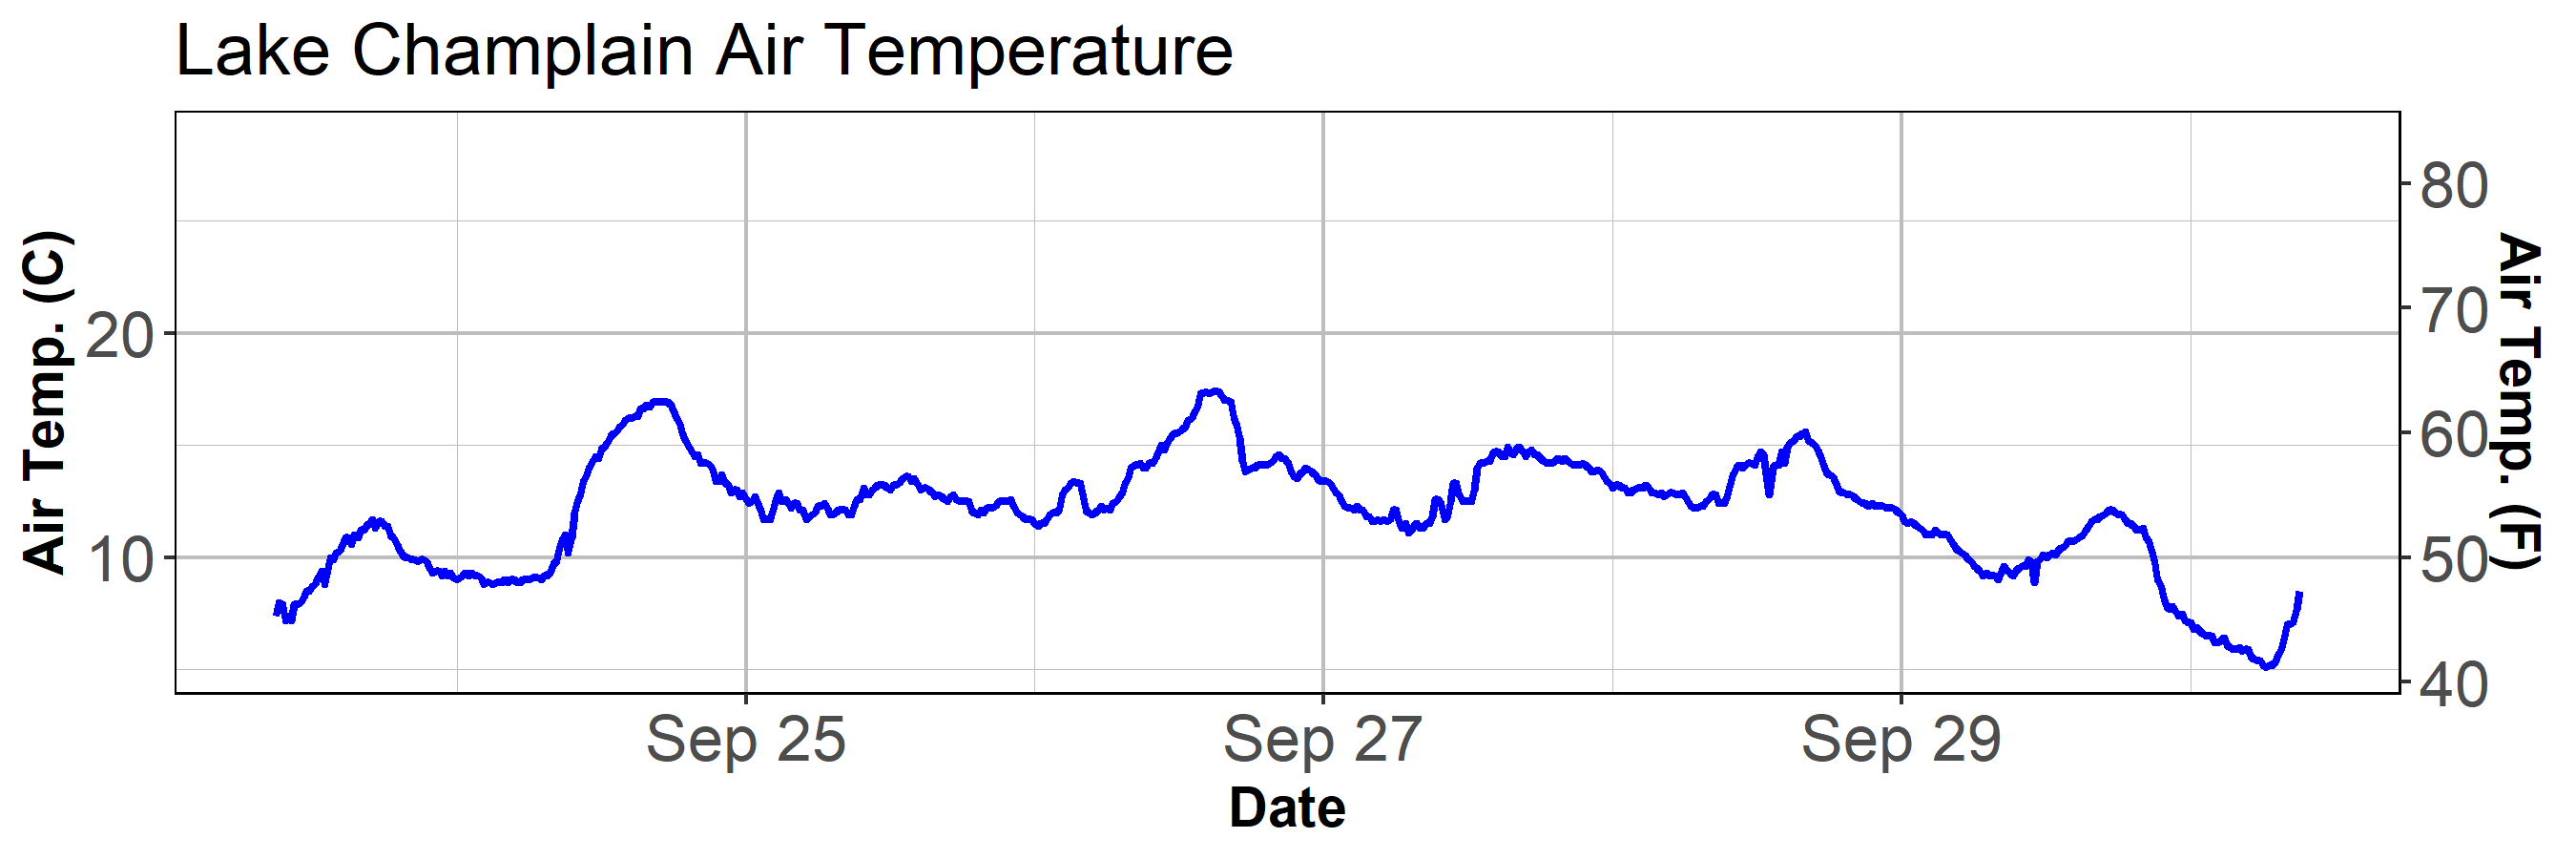 Lake Champlain Air Temperature
Air Temp. (C)
20
10
80
70
60
50
40
Air Temp. (F)
Sep 25
Sep 27
Sep 29
Date